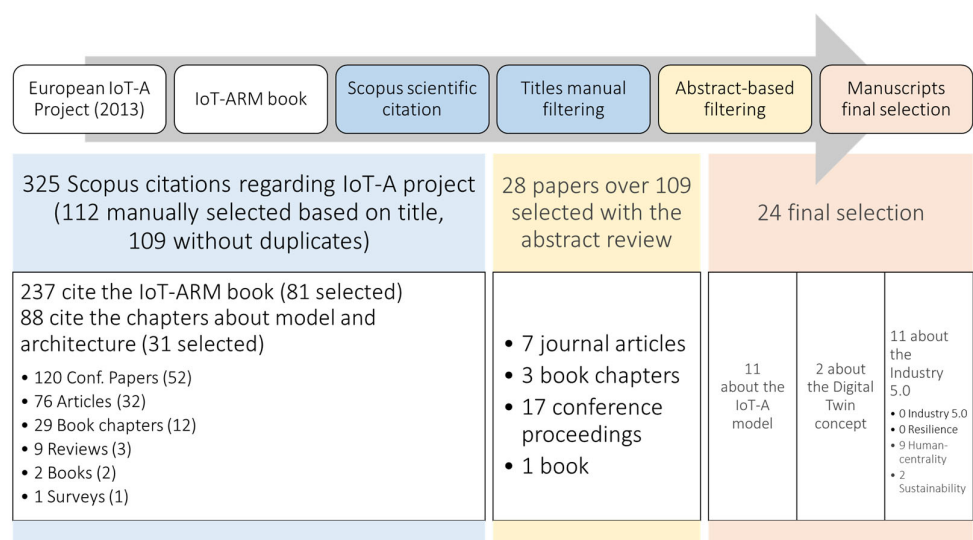 European IoT-A
Project (2013)
IoT-ARM book
Scopus scientific
citation
Titles manual
filtering
Abstract-based
filtering
Manuscripts
final selection
325 Scopus citations regarding IoT-A project
(112 manually selected based on title,
109 without duplicates)
28 papers over 109
selected with the
abstract review
24 final selection
237 cite the IoT-ARM book (81 selected)
88 cite the chapters about model and
architecture (31 selected)
• 120 Conf. Papers (52)
• 76 Articles (32)
• 29 Book chapters (12)
• 9 Reviews (3)
• 2 Books (2)
• 1 Surveys (1)
• 7 journal articles
• 3 book chapters
• 17 conference
proceedings
• 1 book
11
about the
IoT-A
model
2 about
the Digital
Twin
concept
11 about
the
Industry
5.0
• 0 Industry 5.0
• 0 Resilience
• 9 Human-
centrality
• 2
Sustainability